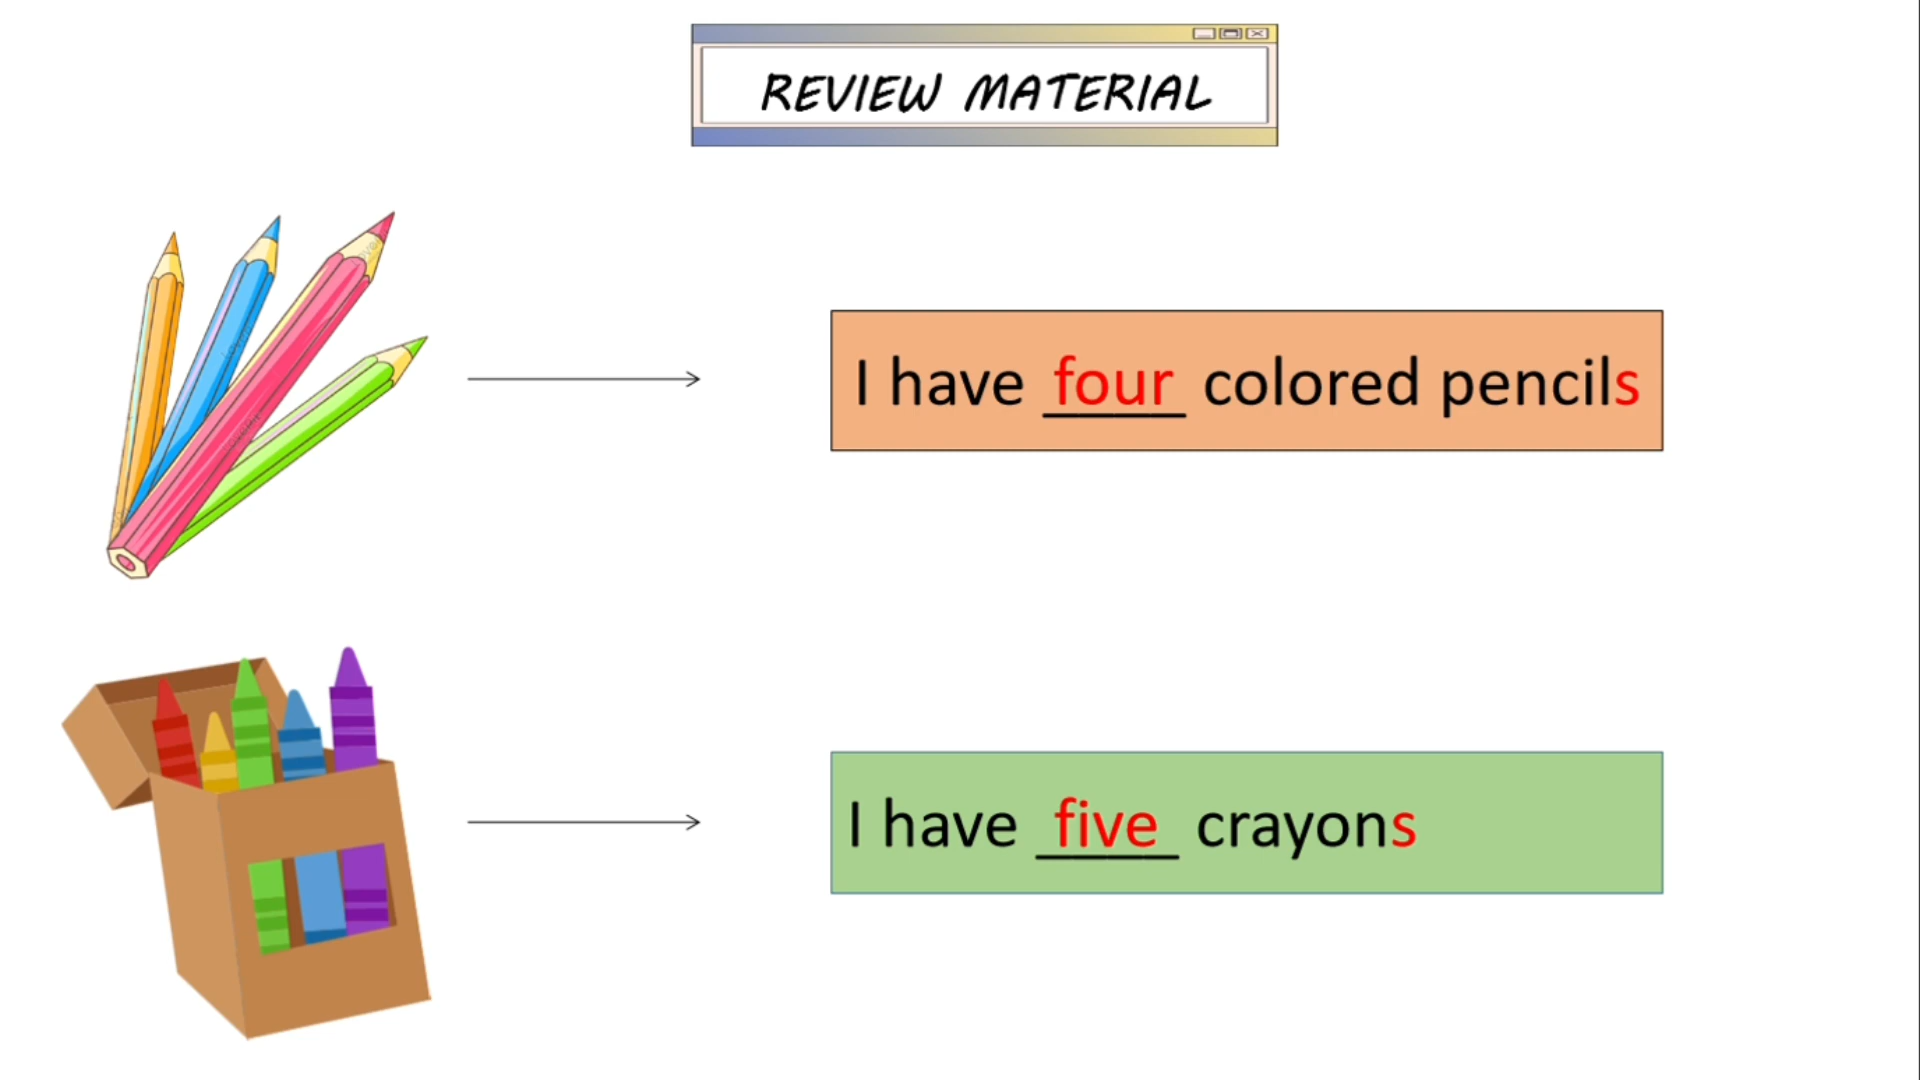 REVIEW MATERIAL
I have four colored pencils
I have five crayons